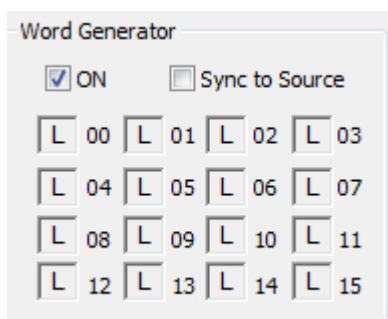 Word Generator
ON Sync to Source
L 00 L 01 L 02 L 03
L 04 L 05 L 06 L 07
L 08 L 09 L 10 L 11
L 12 L 13 L 14 L 15